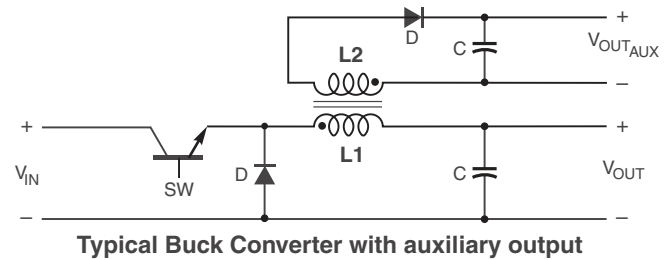 D
+
L2
C
V_OUT_AUX
–
+
+
L1
V_IN
SW
D
C
V_OUT
–
–
Typical Buck Converter with auxiliary output